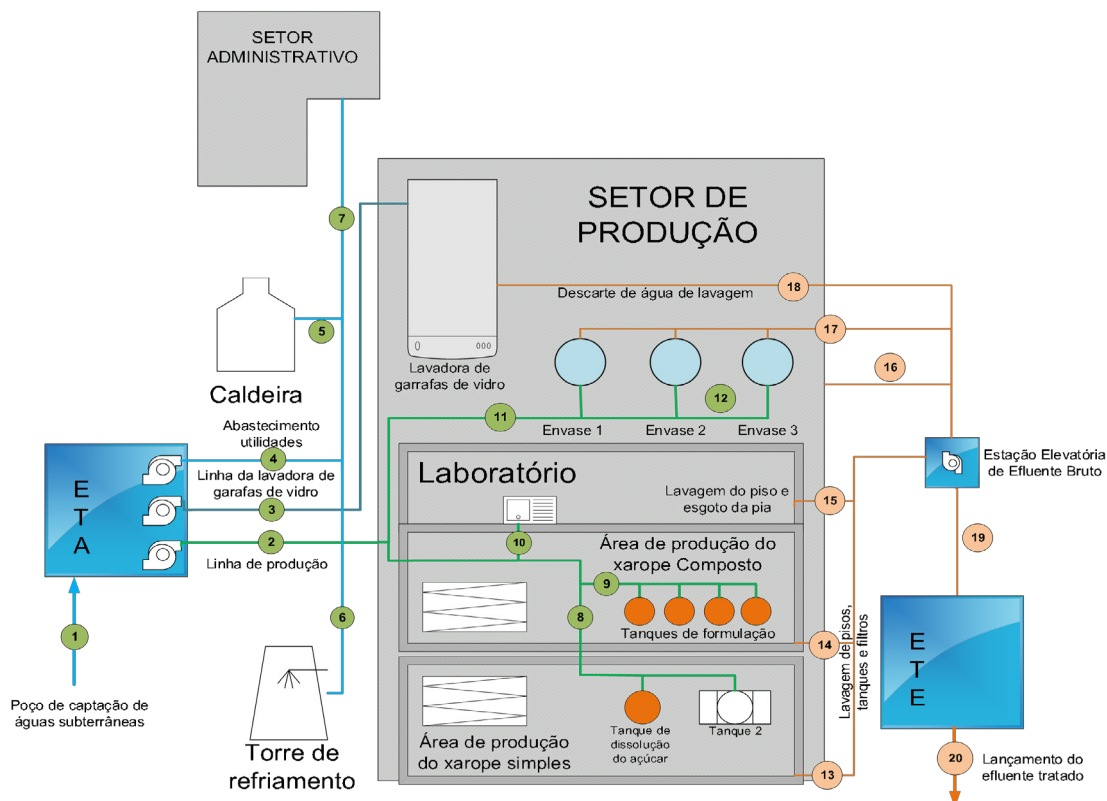 SETOR
ADMINISTRATIVO
7
SETOR DE
PRODUÇÃO
18
Descarte de água de lavagem
17
5
Lavadora de
garrafas de vidro
16
Caldeira
12
11
Envase 1
Envase 2
Envase 3
Abastecimento
utilidades
4
Linha da lavadora de
garafas de vidro
3
E
T
A
2
Linha de produção
Laboratório
Lavagem do piso e
esgoto da pia
15
Estação Elevatória
de Efluente Bruto
10
Área de produção do
xarope Composto
9
8
Tanques de formulação
14
19
Lavagem de pisos,
tanques e filtros
1
6
Poço de captação de
águas subterrâneas
Torre de
refriamento
Tanque de
dissolução
do açúcar
Tanque 2
Área de produção
do xarope simples
13
E
T
E
20
Lançamento do
efluente tratado